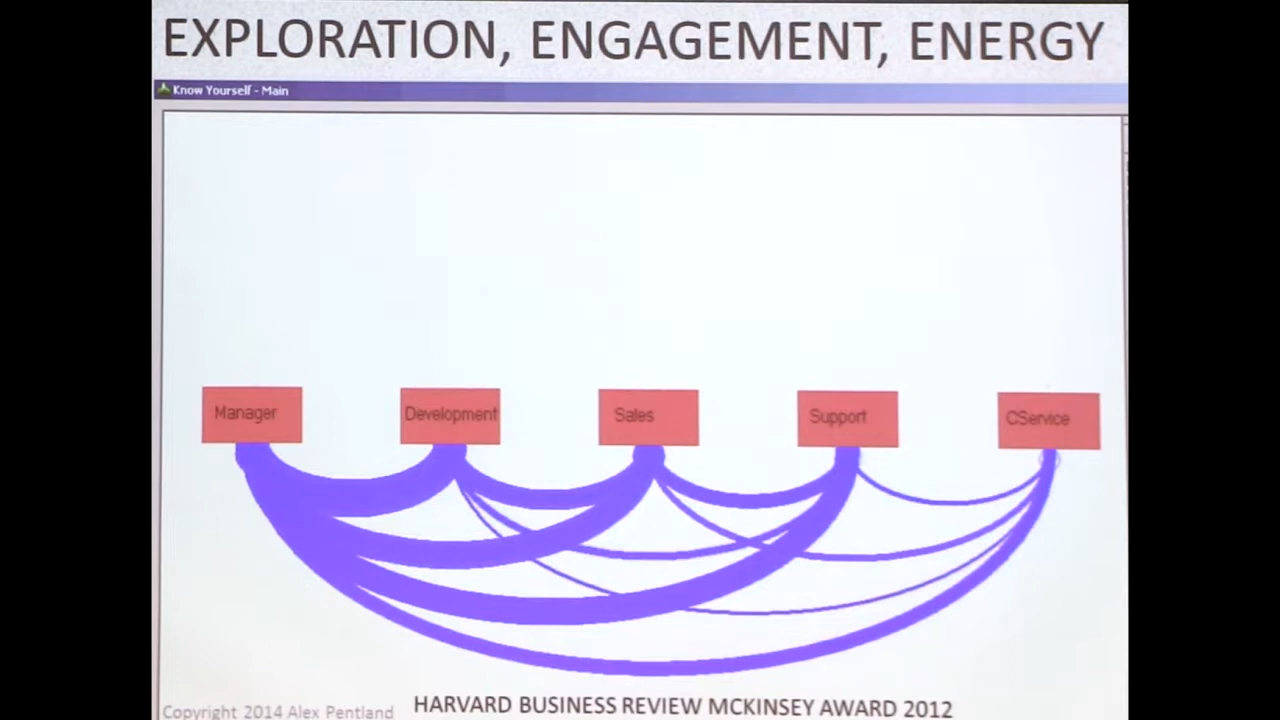 EXPLORATION, ENGAGEMENT, ENERGY
Know Yourself - Main
Manager
Development
Sales
Support
CService
HARVARD BUSINESS REVIEW MCKINSEY AWARD 2012
Copyright 2014 Alex Pentland